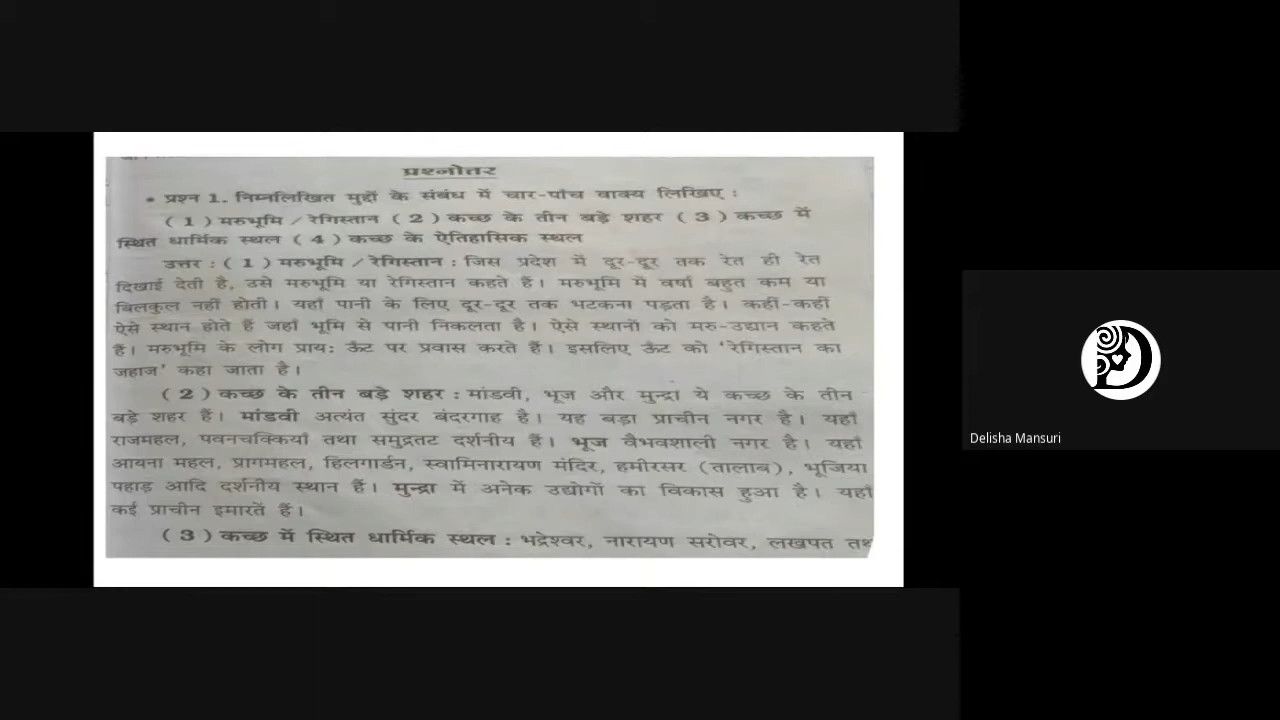 प्रश्नोत्तर
• प्रश्न 1. निम्नलिखित मुद्दों के संबंध में चार-पाँच वाक्य लिखिए :
( 1 ) मरुभूमि / रेगिस्तान ( 2 ) कच्छ के तीन बड़े शहर ( 3 ) कच्छ में
स्थित धार्मिक स्थल ( 4 ) कच्छ के ऐतिहासिक स्थल
उत्तर : ( 1 ) मरुभूमि / रेगिस्तान : जिस प्रदेश में दूर-दूर तक रेत ही रेत
दिखाई देती है, उसे मरुभूमि या रेगिस्तान कहते हैं। मरुभूमि में वर्षा बहुत कम या
बिलकुल नहीं होती। यहाँ पानी के लिए दूर-दूर तक भटकना पड़ता है। कहीं-कहीं
ऐसे स्थान होते हैं जहाँ भूमि से पानी निकलता है। ऐसे स्थानों को मरु-उद्यान कहते
हैं। मरुभूमि के लोग प्रायः ऊँट पर प्रवास करते हैं। इसलिए ऊँट को 'रेगिस्तान का
जहाज' कहा जाता है।
( 2 ) कच्छ के तीन बड़े शहर : मांडवी, भूज और मुन्द्रा ये कच्छ के तीन
बड़े शहर हैं। मांडवी अत्यंत सुंदर बंदरगाह है। यह बड़ा प्राचीन नगर है। यहाँ
राजमहल, पवनचक्कियाँ तथा समुद्रतट दर्शनीय हैं। भूज वैभवशाली नगर है। यहाँ
आयना महल, प्रागमहल, हिलगार्डन, स्वामिनारायण मंदिर, हमीरसर (तालाब), भूजिया
पहाड़ आदि दर्शनीय स्थान हैं। मुन्द्रा में अनेक उद्योगों का विकास हुआ है। यहाँ
कई प्राचीन इमारतें हैं।
( 3 ) कच्छ में स्थित धार्मिक स्थल : भद्रेश्वर, नारायण सरोवर, लखपत
Delisha Mansuri